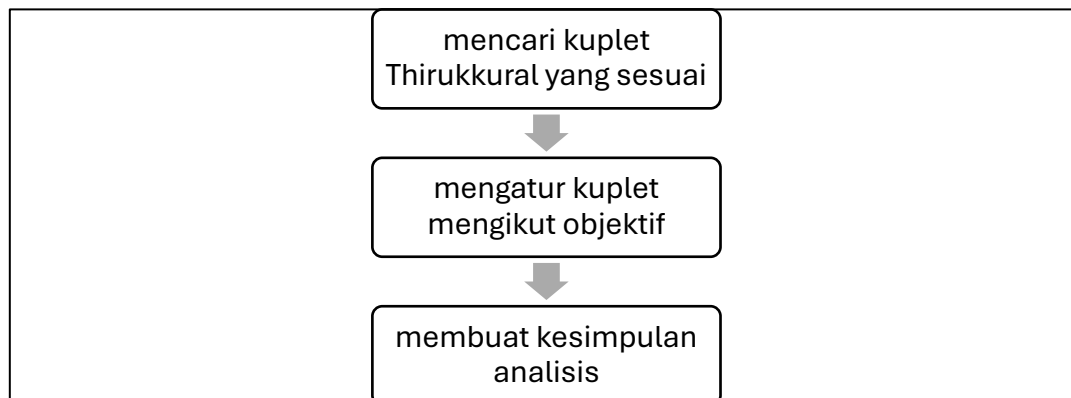 mencari kuplet
Thirukkural yang sesuai
mengatur kuplet
mengikut objektif
membuat kesimpulan
analisis